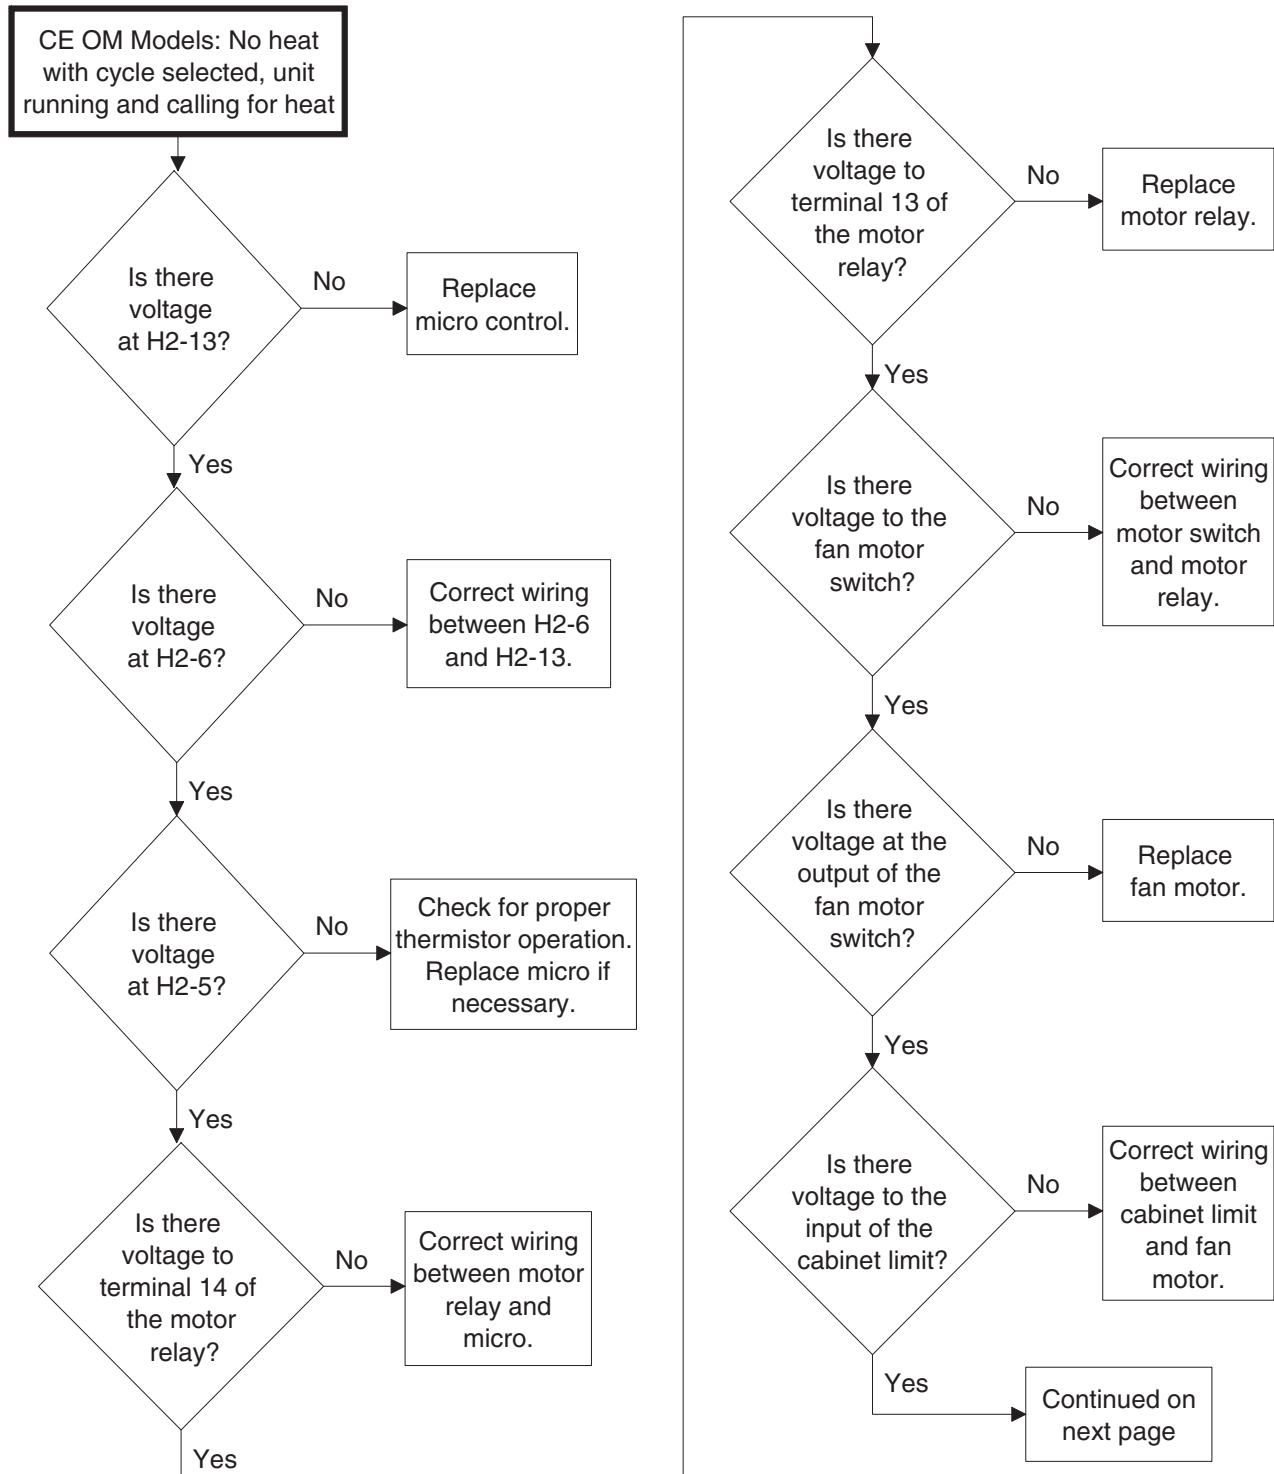 CE OM Models: No heat
with cycle selected, unit
running and calling for heat
Is there
voltage
at H2-13?
No
Replace
micro control.
Yes
Is there
voltage
at H2-6?
No
Correct wiring
between H2-6
and H2-13.
Yes
Is there
voltage
at H2-5?
No
Check for proper
thermistor operation.
Replace micro if
necessary.
Yes
Is there
voltage to
terminal 14 of
the motor
relay?
No
Correct wiring
between motor
relay and
micro.
Yes
Is there
voltage to
terminal 13 of
the motor
relay?
No
Replace
motor relay.
Yes
Is there
voltage to the
fan motor
switch?
No
Correct wiring
between
motor switch
and motor
relay.
Yes
Is there
voltage at the
output of the
fan motor
switch?
No
Replace
fan motor.
Yes
Is there
voltage to the
input of the
cabinet limit?
No
Correct wiring
between
cabinet limit
and fan
motor.
Yes
Continued on
next page